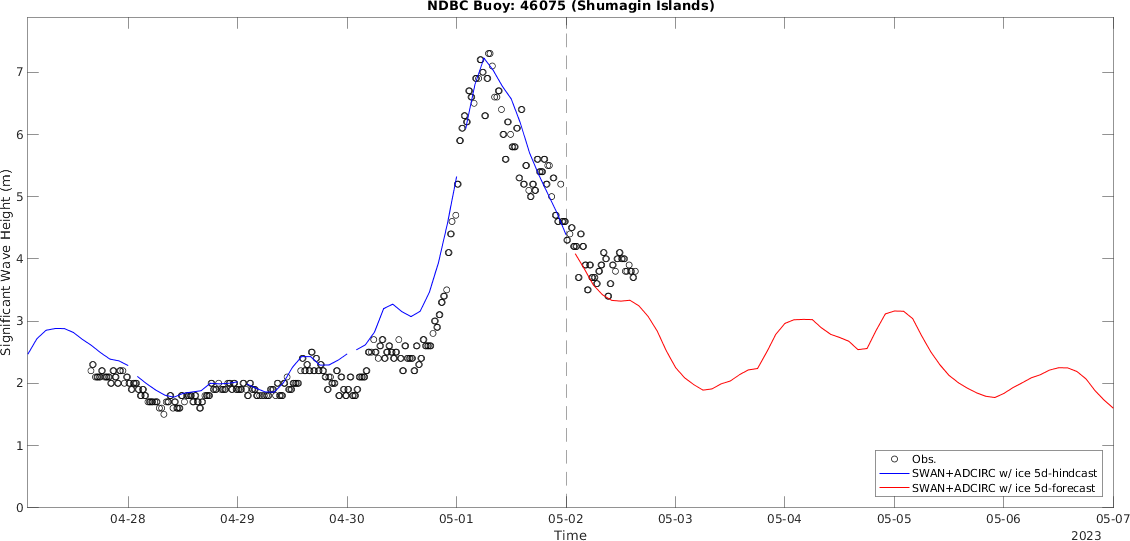 NDBC Buoy: 46075 (Shumagin Islands)
Significant Wave Height (m)
7
6
5
4
3
2
1
0
Obs.
SWAN+ADCIRC w/ ice 5d-hindcast
SWAN+ADCIRC w/ ice 5d-forecast
04-28 04-29 04-30 05-01 05-02 05-03 05-04 05-05 05-06 05-07
Time
2023